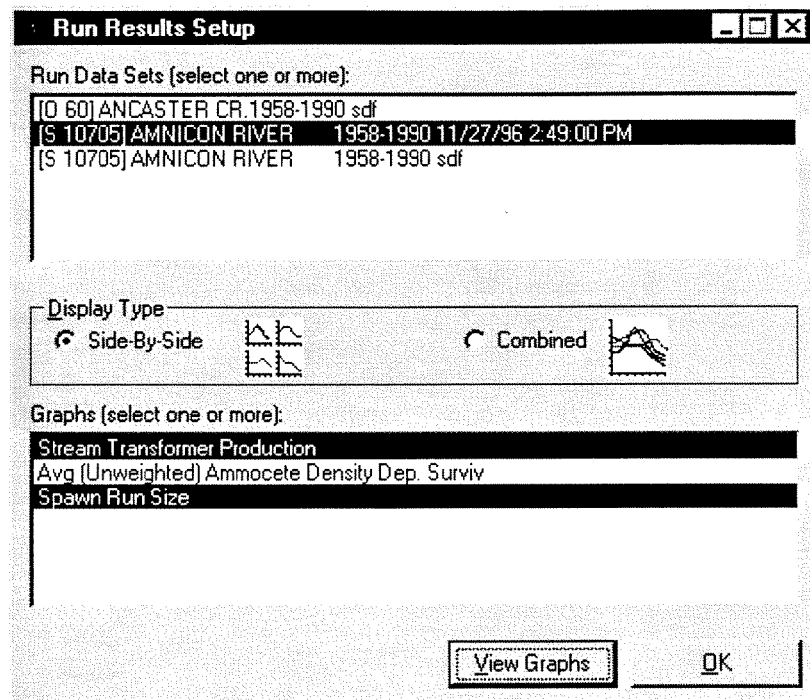 Run Results Setup
Run Data Sets (select one or more):
[O 60] ANCASTER CR.1958-1990 sdf
[S 10705] AMNICON RIVER 1958-1990 11/27/96 2:49:00 PM
[S 10705] AMNICON RIVER 1958-1990 sdf
Display Type
Side-By-Side
Combined
Graphs (select one or more):
Stream Transformer Production
Avg (Unweighted) Ammocete Density Dep. Surviv
Spawn Run Size
View Graphs
OK